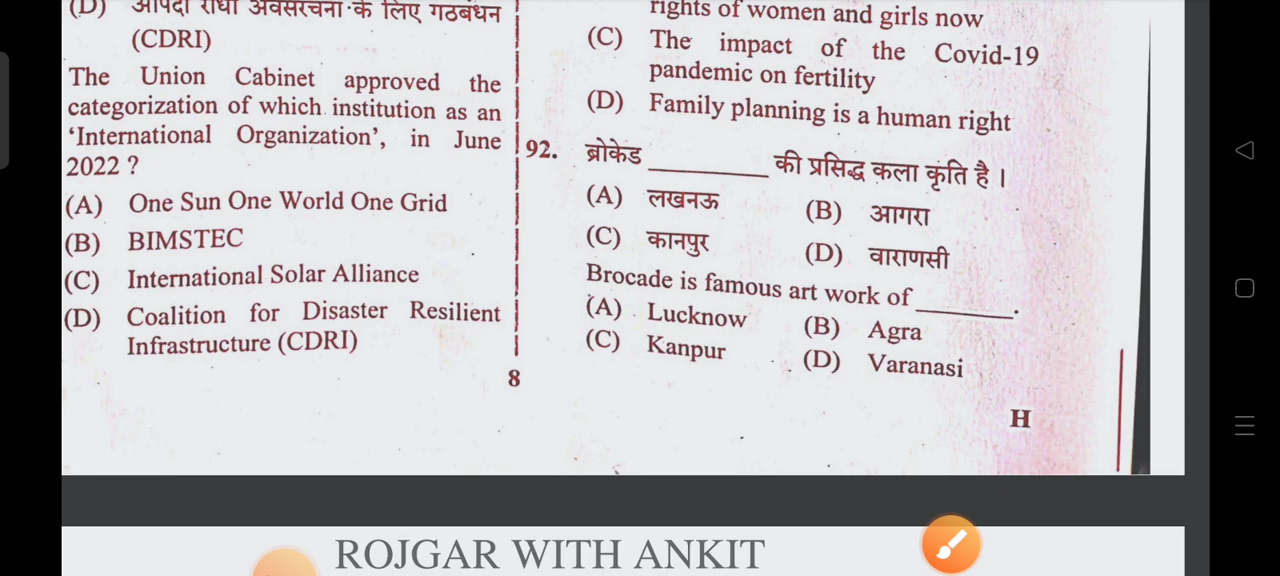 (D) आपदा रोधी अवसंरचना के लिए गठबंधन
(CDRI)
The Union Cabinet approved the
categorization of which institution as an
‘International Organization’, in June
2022 ?
(A) One Sun One World One Grid
(B) BIMSTEC
(C) International Solar Alliance
(D) Coalition for Disaster Resilient
Infrastructure (CDRI)
rights of women and girls now
(C) The impact of the Covid-19
pandemic on fertility
(D) Family planning is a human right
92. ब्रोकेड ________ की प्रसिद्ध कला कृति है ।
(A) लखनऊ (B) आगरा
(C) कानपुर (D) वाराणसी
Brocade is famous art work of ________.
(A) Lucknow (B) Agra
(C) Kanpur (D) Varanasi
8
H
ROJGAR WITH ANKIT